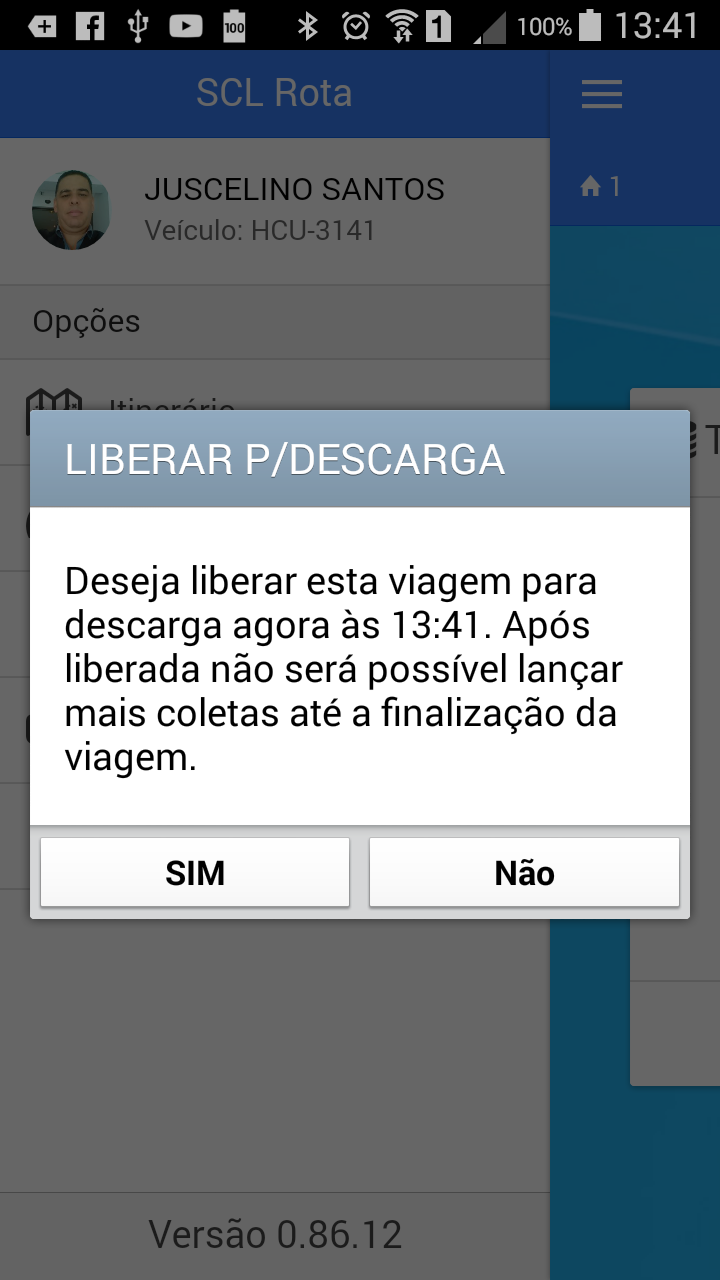 100
1
100%
13:41
SCL Rota
JUSCELINO SANTOS
Veículo: HCU-3141
1
Opções
Itinerário
T
LIBERAR P/DESCARGA
Deseja liberar esta viagem para
descarga agora às 13:41. Após
liberada não será possível lançar
mais coletas até a finalização da
viagem.
SIM
Não
Versão 0.86.12